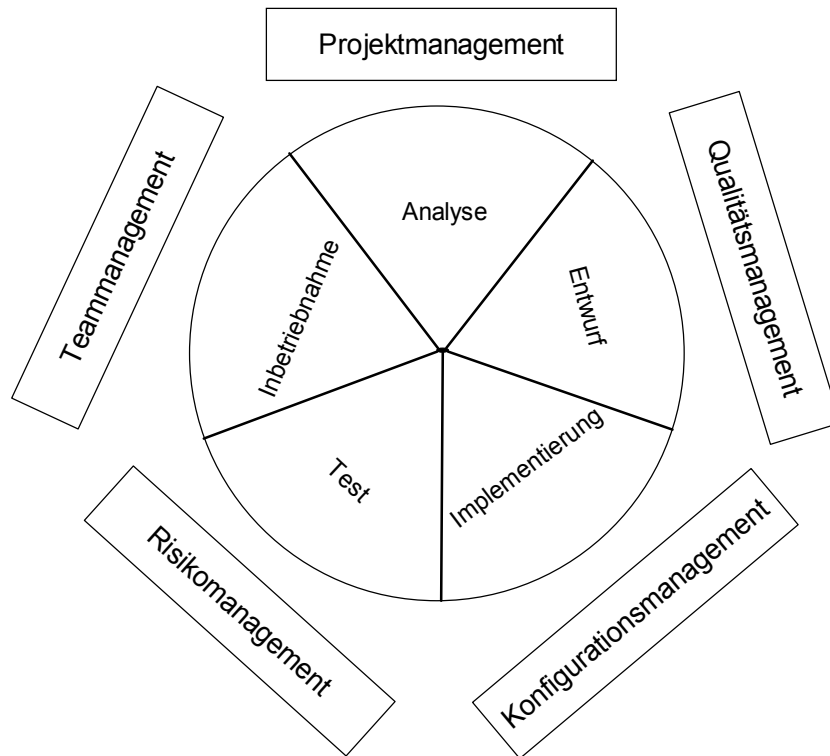 Projektmanagement
Teammanagement
Qualitätsmanagement
Analyse
Inbetriebnahme
Entwurf
Test
Implementierung
Risikomanagement
Konfigurationsmanagement